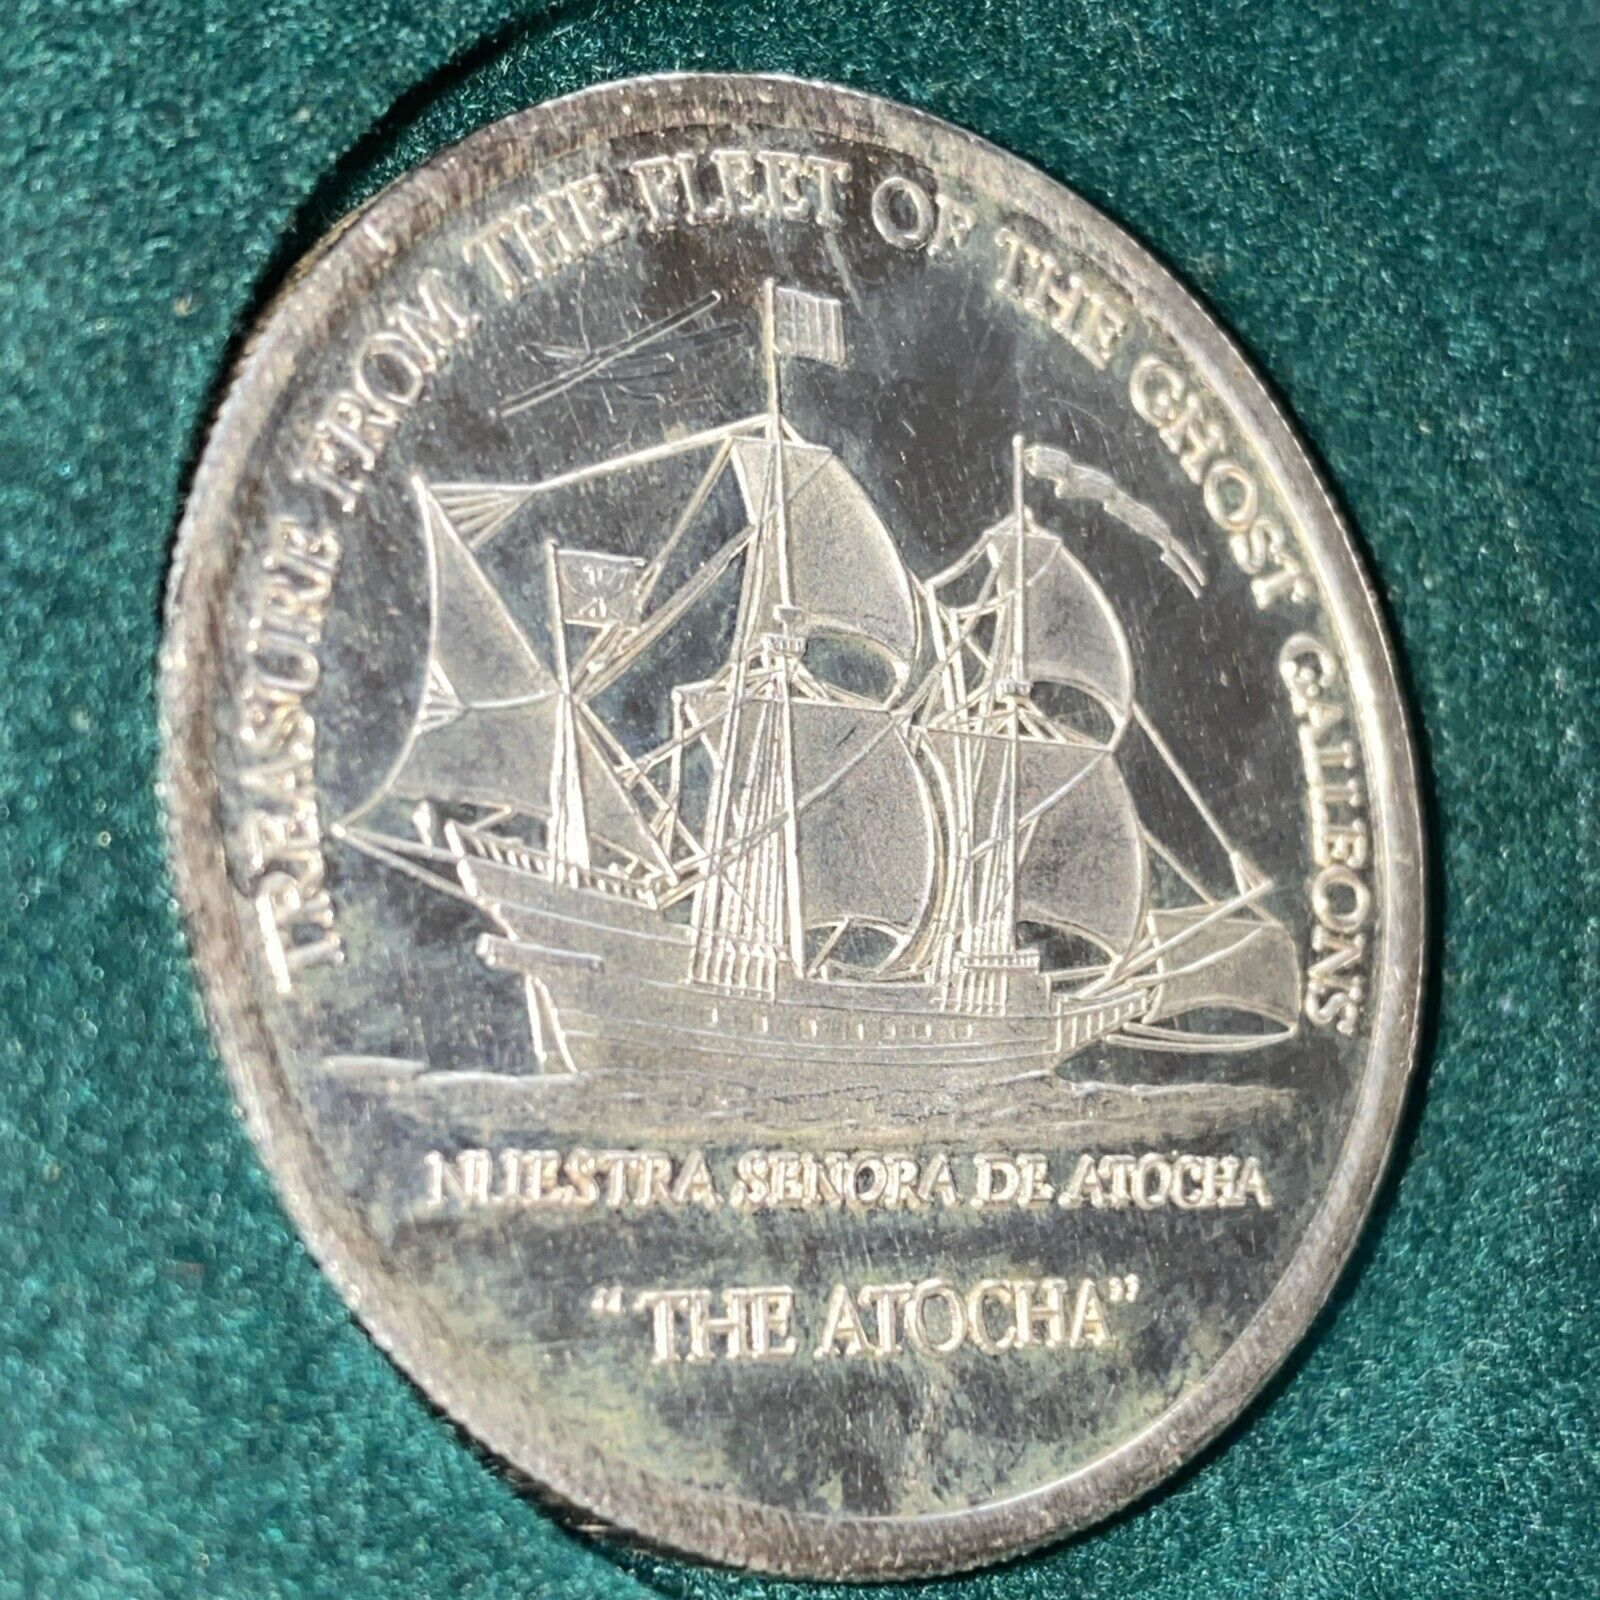 TREASURE FROM THE FLEET OF THE GHOST GALLEONS
NUESTRA SENORA DE ATOCHA
"THE ATOCHA"